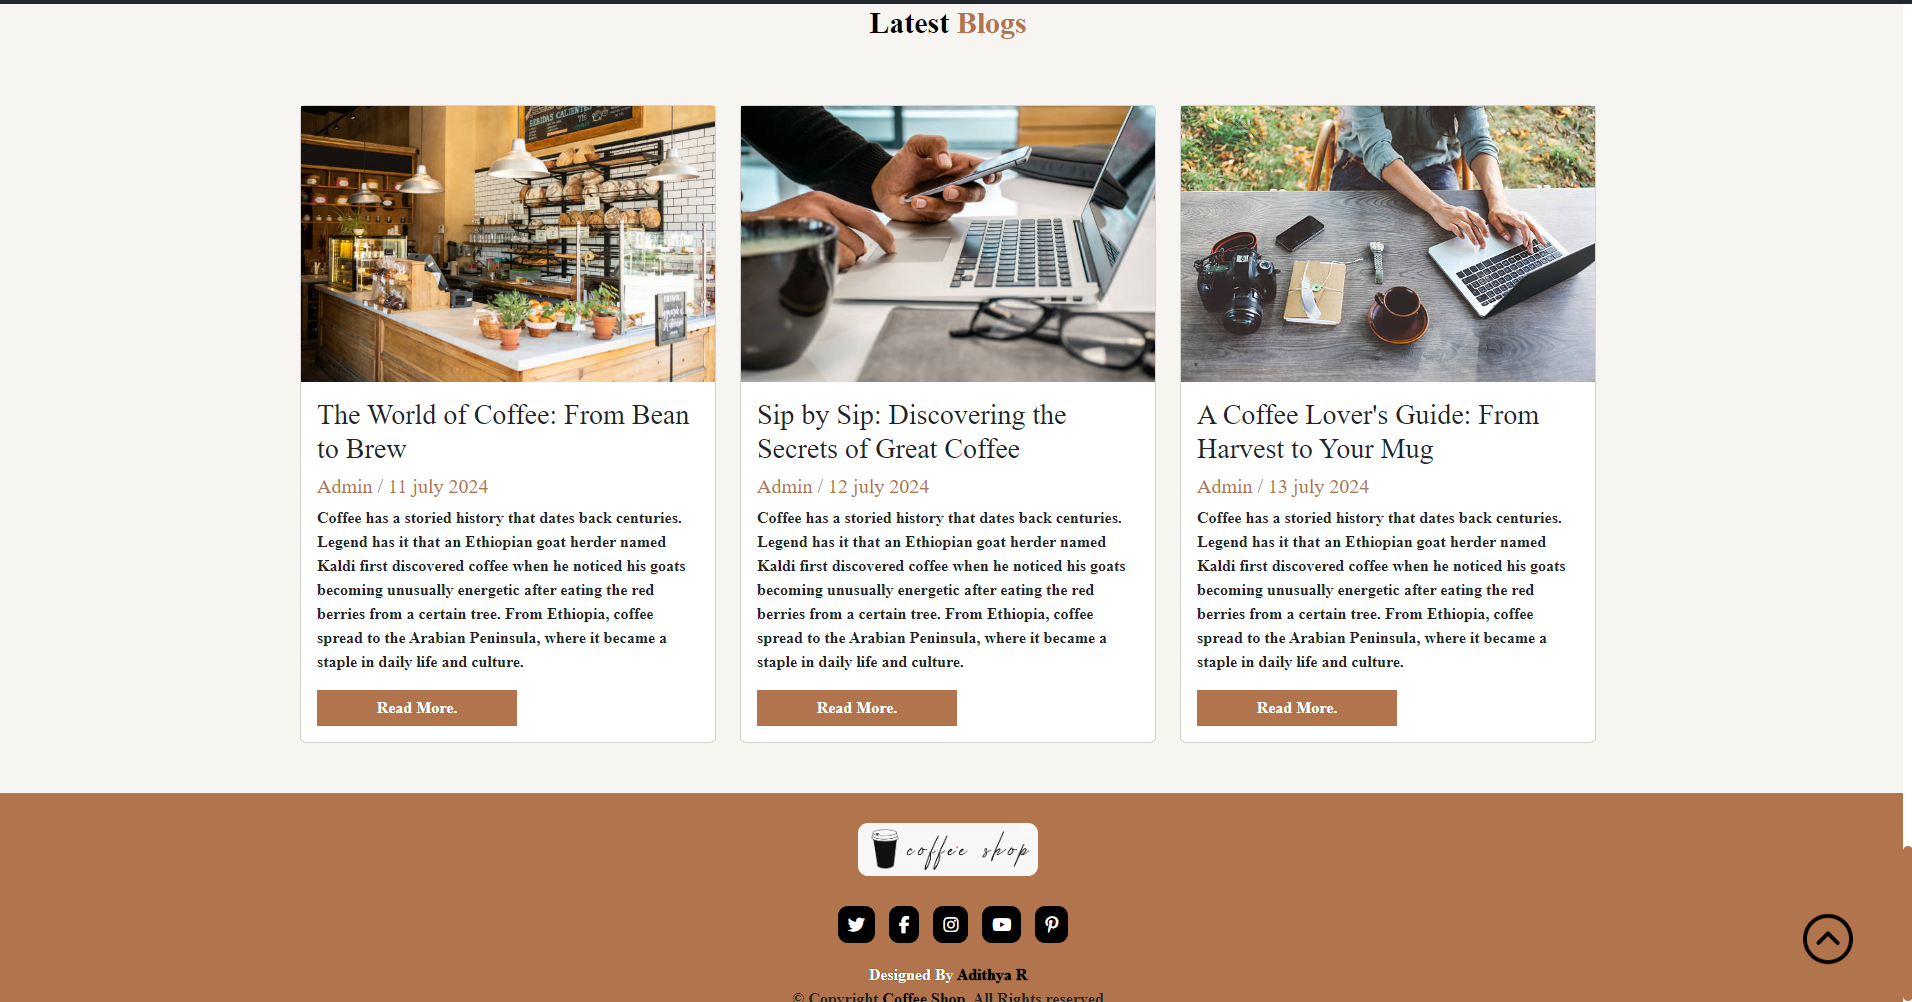 Latest Blogs
BEBIDAS CALIENTES
The World of Coffee: From Bean
to Brew
Admin / 11 july 2024
Coffee has a storied history that dates back centuries.
Legend has it that an Ethiopian goat herder named
Kaldi first discovered coffee when he noticed his goats
becoming unusually energetic after eating the red
berries from a certain tree. From Ethiopia, coffee
spread to the Arabian Peninsula, where it became a
staple in daily life and culture.
Read More.
Sip by Sip: Discovering the
Secrets of Great Coffee
Admin / 12 july 2024
Coffee has a storied history that dates back centuries.
Legend has it that an Ethiopian goat herder named
Kaldi first discovered coffee when he noticed his goats
becoming unusually energetic after eating the red
berries from a certain tree. From Ethiopia, coffee
spread to the Arabian Peninsula, where it became a
staple in daily life and culture.
Read More.
A Coffee Lover's Guide: From
Harvest to Your Mug
Admin / 13 july 2024
Coffee has a storied history that dates back centuries.
Legend has it that an Ethiopian goat herder named
Kaldi first discovered coffee when he noticed his goats
becoming unusually energetic after eating the red
berries from a certain tree. From Ethiopia, coffee
spread to the Arabian Peninsula, where it became a
staple in daily life and culture.
Read More.
coffee shop
Designed By Adithya R
© Copyright Coffee Shop. All Rights reserved